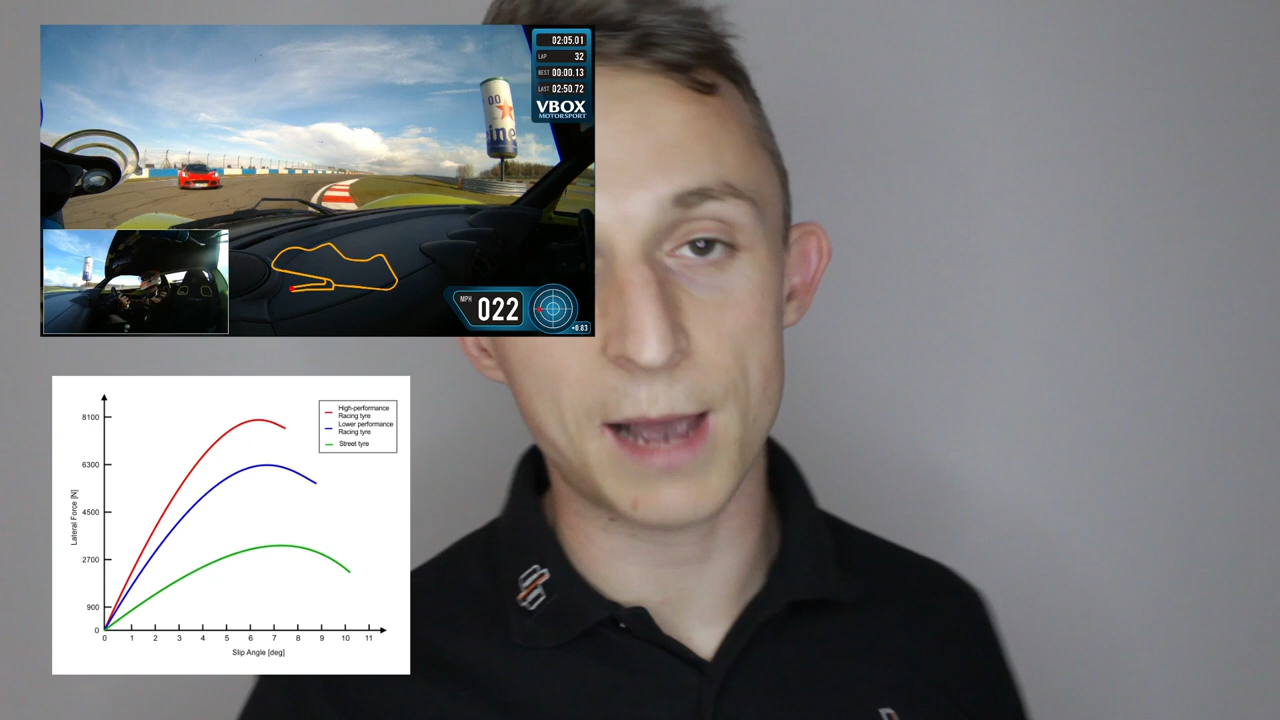 02:05.01
LAP 32
BEST 00:00.13
LAST 02:50.72
VBOX
MOTORSPORT
00
ine
MPH 022
+0.83
8100
6300
4500
2700
900
0
Lateral Force [N]
High-performance
Racing tyre
Lower performance
Racing tyre
Street tyre
0 1 2 3 4 5 6 7 8 9 10 11
Slip Angle [deg]